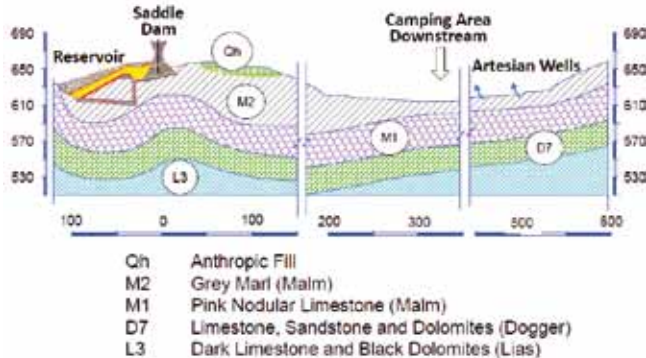 Saddle
Dam
Reservoir
Qh
Camping Area
Downstream
Artesian Wells
690
650
610
570
530
690
650
610
570
530
M2
M1
D7
L3
100 0 100 200 300 500 600
Qh Anthropic Fill
M2 Grey Marl (Malm)
M1 Pink Nodular Limestone (Malm)
D7 Limestone, Sandstone and Dolomites (Dogger)
L3 Dark Limestone and Black Dolomites (Lias)